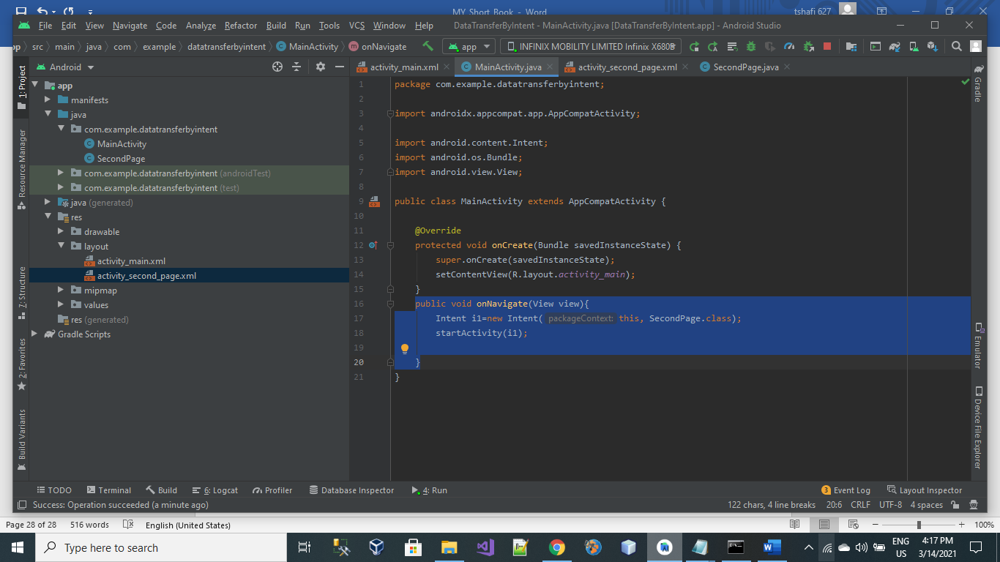 MY_Short_Book - Word
tshafi 627
File Edit View Navigate Code Analyze Refactor Build Run Tools VCS Window Help
DataTransferByIntent - MainActivity.java [DataTransferByIntent.app] - Android Studio
pp src main java com example datatransferbyintent MainActivity onNavigate
app
INFINIX MOBILITY LIMITED Infinix X680B
Android
activity_main.xml
MainActivity.java
activity_second_page.xml
SecondPage.java
1: Project
Resource Manager
7: Structure
2: Favorites
Build Variants
app
manifests
java
com.example.datatransferbyintent
MainActivity
SecondPage
com.example.datatransferbyintent (androidTest)
com.example.datatransferbyintent (test)
java (generated)
res
drawable
layout
activity_main.xml
activity_second_page.xml
mipmap
values
res (generated)
Gradle Scripts
1 package com.example.datatransferbyintent;
2
3 import androidx.appcompat.app.AppCompatActivity;
4
5 import android.content.Intent;
6 import android.os.Bundle;
7 import android.view.View;
8
9 public class MainActivity extends AppCompatActivity {
10
11 @Override
12 protected void onCreate(Bundle savedInstanceState) {
13 super.onCreate(savedInstanceState);
14 setContentView(R.layout.activity_main);
15 }
16 public void onNavigate(View view){
17 Intent i1=new Intent( packageContext: this, SecondPage.class);
18 startActivity(i1);
19
20 }
21 }
Gradle
Emulator
Device File Explorer
TODO Terminal Build 6: Logcat Profiler Database Inspector 4: Run
3 Event Log Layout Inspector
Success: Operation succeeded (a minute ago)
122 chars, 4 line breaks 20:6 CRLF UTF-8 4 spaces
Page 28 of 28 516 words English (United States)
100%
Type here to search
ENG
US
4:17 PM
3/14/2021